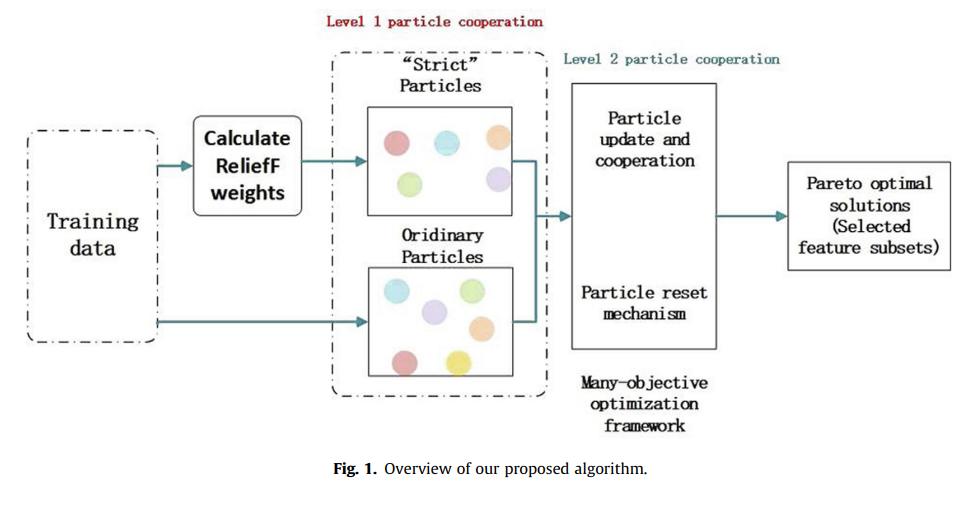 Level 1 particle cooperation
Level 2 particle cooperation
“Strict”
Particles
Calculate
ReliefF
weights
Training
data
Oridinary
Particles
Particle
update and
cooperation
Particle reset
mechanism
Many-objective
optimization
framework
Pareto optimal
solutions
(Selected
feature subsets)
Fig. 1. Overview of our proposed algorithm.